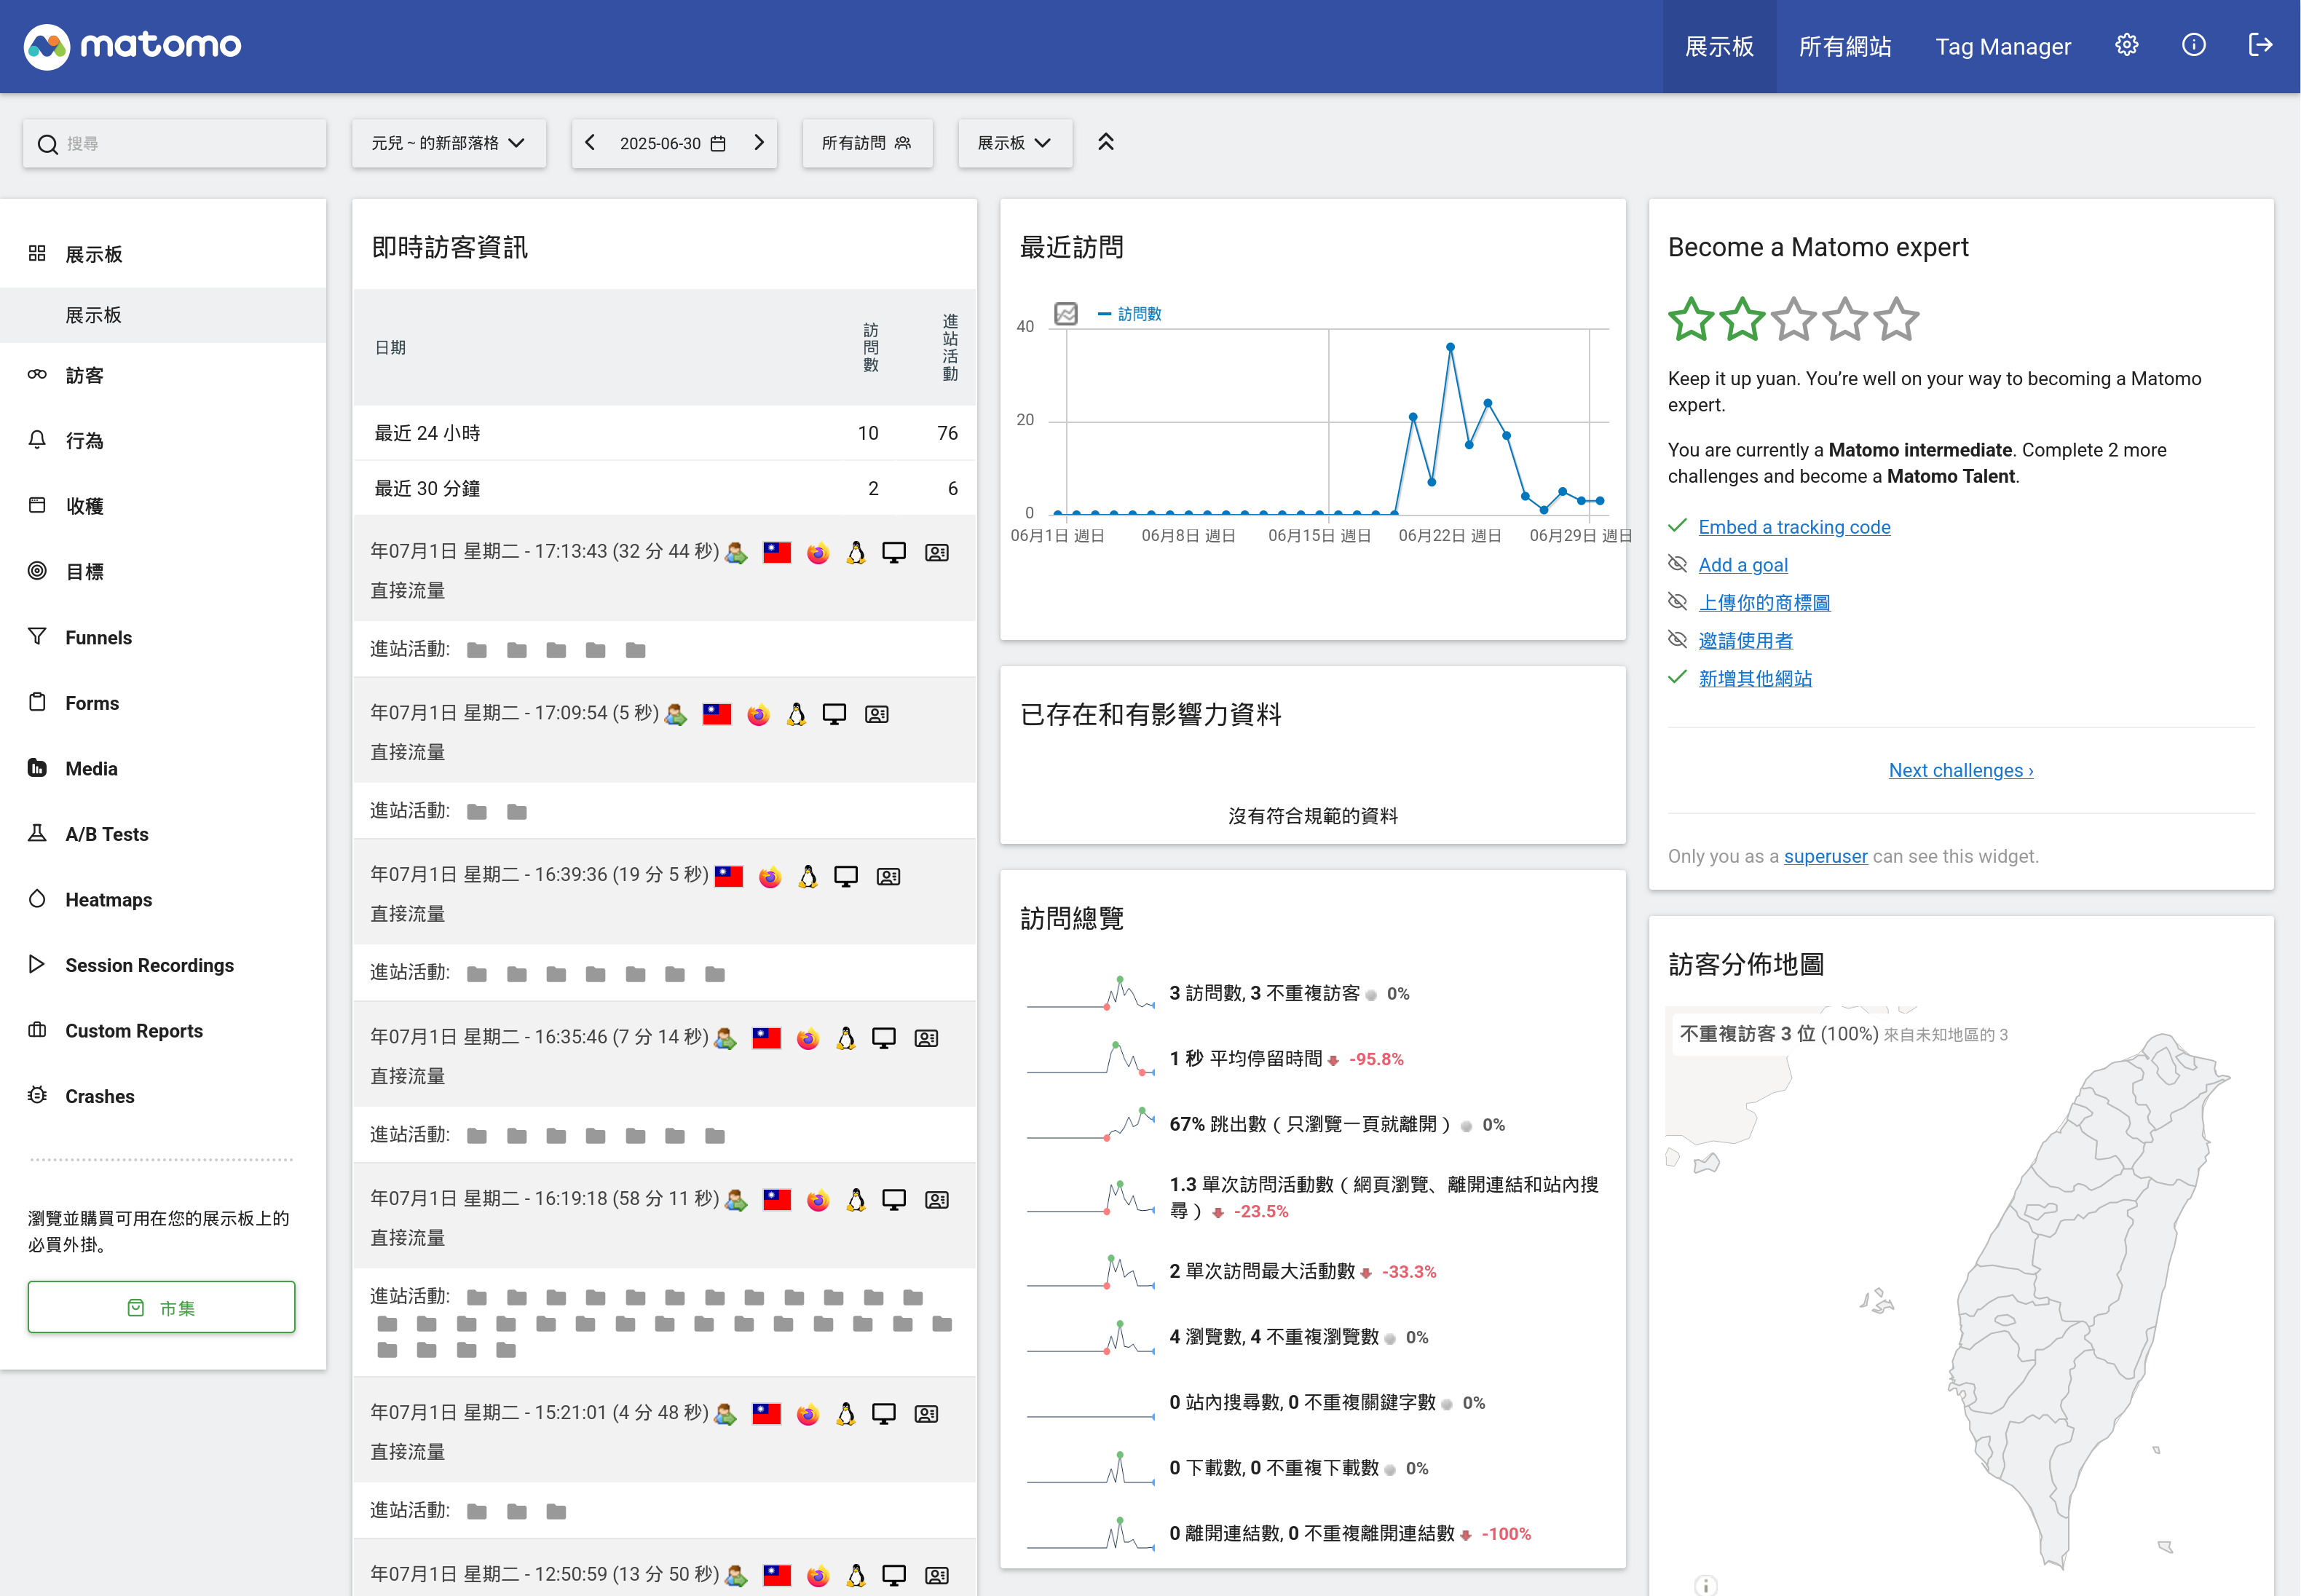 matomo
展示板
所有網站
Tag Manager
搜尋
元兒 ~ 的新部落格
2025-06-30
所有訪問
展示板
展示板
展示板
訪客
行為
收穫
目標
Funnels
Forms
Media
A/B Tests
Heatmaps
Session Recordings
Custom Reports
Crashes
瀏覽並購買可用在您的展示板上的
必買外掛。
市集
即時訪客資訊
日期 訪問數 進站活動
最近 24 小時 10 76
最近 30 分鐘 2 6
年07月1日 星期二 - 17:13:43 (32 分 44 秒)
直接流量
進站活動:
年07月1日 星期二 - 17:09:54 (5 秒)
直接流量
進站活動:
年07月1日 星期二 - 16:39:36 (19 分 5 秒)
直接流量
進站活動:
年07月1日 星期二 - 16:35:46 (7 分 14 秒)
直接流量
進站活動:
年07月1日 星期二 - 16:19:18 (58 分 11 秒)
直接流量
進站活動:
年07月1日 星期二 - 15:21:01 (4 分 48 秒)
直接流量
進站活動:
年07月1日 星期二 - 12:50:59 (13 分 50 秒)
最近訪問
訪問數
40
20
0
06月1日 週日 06月8日 週日 06月15日 週日 06月22日 週日 06月29日 週日
已存在和有影響力資料
沒有符合規範的資料
訪問總覽
3 訪問數, 3 不重複訪客 0%
1 秒 平均停留時間 -95.8%
67% 跳出數（只瀏覽一頁就離開） 0%
1.3 單次訪問活動數（網頁瀏覽、離開連結和站內搜
尋） -23.5%
2 單次訪問最大活動數 -33.3%
4 瀏覽數, 4 不重複瀏覽數 0%
0 站內搜尋數, 0 不重複關鍵字數 0%
0 下載數, 0 不重複下載數 0%
0 離開連結數, 0 不重複離開連結數 -100%
Become a Matomo expert
Keep it up yuan. You’re well on your way to becoming a Matomo
expert.
You are currently a Matomo intermediate. Complete 2 more
challenges and become a Matomo Talent.
Embed a tracking code
Add a goal
上傳你的商標圖
邀請使用者
新增其他網站
Next challenges ›
Only you as a superuser can see this widget.
訪客分佈地圖
不重複訪客 3 位 (100%) 來自未知地區的 3